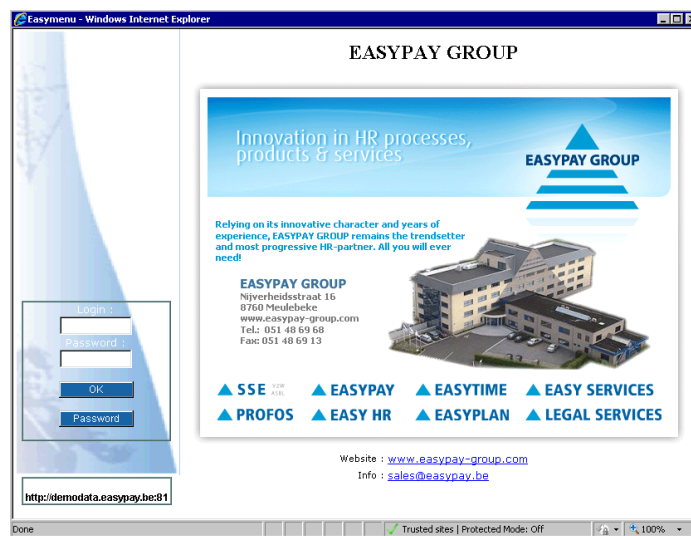 Easymenu - Windows Internet Explorer
EASYPAY GROUP
Innovation in HR processes,
products & services
EASYPAY GROUP
Relying on its innovative character and years of
experience, EASYPAY GROUP remains the trendsetter
and most progressive HR-partner. All you will ever
need!
EASYPAY GROUP
Nijverheidsstraat 16
8760 Meulebeke
www.easypay-group.com
Tel.: 051 48 69 68
Fax: 051 48 69 13
Login :
Password :
OK
Password
SSE VZW ASBL EASYPAY EASYTIME EASY SERVICES
PROFOS EASY HR EASYPLAN LEGAL SERVICES
Website : www.easypay-group.com
Info : sales@easypay.be
http://demodata.easypay.be:81
Done Trusted sites | Protected Mode: Off 100%